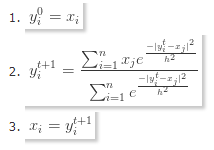 1. $y_i^0 = x_i$
2. $y_i^{t+1} = \frac{\sum_{i=1}^{n} x_j e^{\frac{-|y_i^t - x_j|^2}{h^2}}}{\sum_{i=1}^{n} e^{\frac{-|y_i^t - x_j|^2}{h^2}}}$
3. $x_i = y_i^{t+1}$